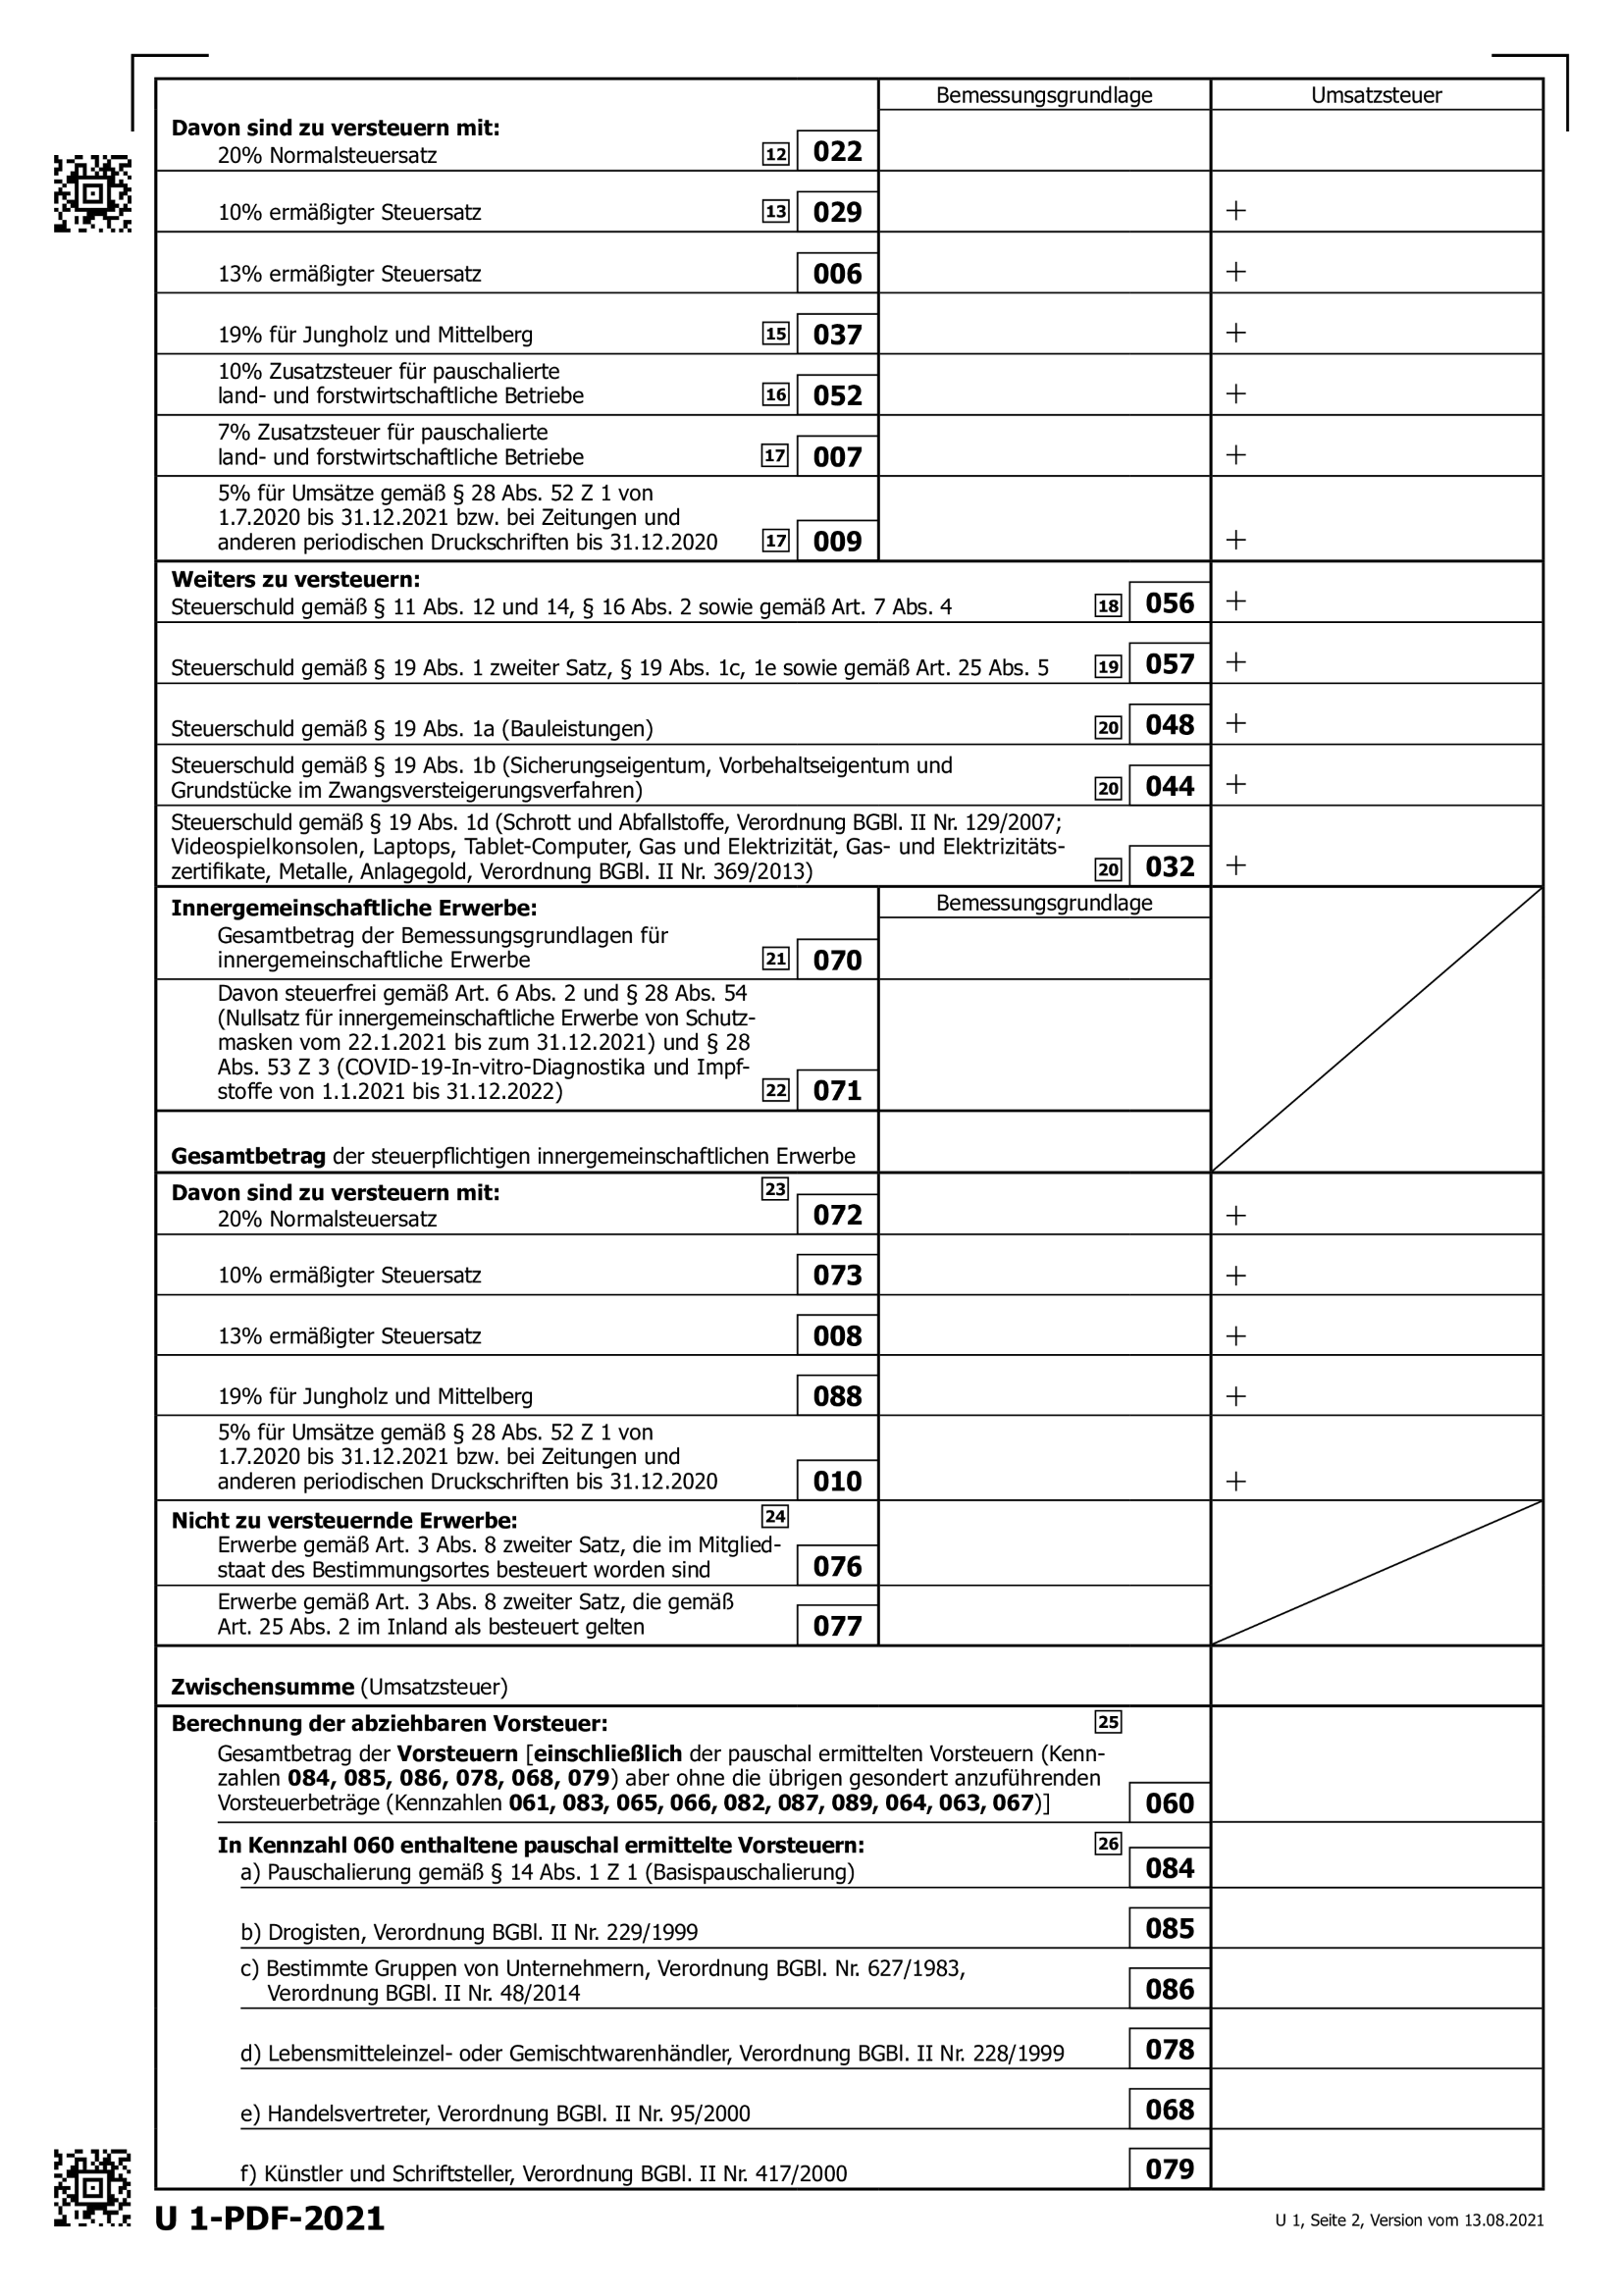 Bemessungsgrundlage Umsatzsteuer
Davon sind zu versteuern mit:
20% Normalsteuersatz 12 022
10% ermäßigter Steuersatz 13 029 +
13% ermäßigter Steuersatz 006 +
19% für Jungholz und Mittelberg 15 037 +
10% Zusatzsteuer für pauschalierte
land- und forstwirtschaftliche Betriebe 16 052 +
7% Zusatzsteuer für pauschalierte
land- und forstwirtschaftliche Betriebe 17 007 +
5% für Umsätze gemäß § 28 Abs. 52 Z 1 von
1.7.2020 bis 31.12.2021 bzw. bei Zeitungen und
anderen periodischen Druckschriften bis 31.12.2020 17 009 +
Weiters zu versteuern:
Steuerschuld gemäß § 11 Abs. 12 und 14, § 16 Abs. 2 sowie gemäß Art. 7 Abs. 4 18 056 +
Steuerschuld gemäß § 19 Abs. 1 zweiter Satz, § 19 Abs. 1c, 1e sowie gemäß Art. 25 Abs. 5 19 057 +
Steuerschuld gemäß § 19 Abs. 1a (Bauleistungen) 20 048 +
Steuerschuld gemäß § 19 Abs. 1b (Sicherungseigentum, Vorbehaltseigentum und
Grundstücke im Zwangsversteigerungsverfahren) 20 044 +
Steuerschuld gemäß § 19 Abs. 1d (Schrott und Abfallstoffe, Verordnung BGBl. II Nr. 129/2007;
Videospielkonsolen, Laptops, Tablet-Computer, Gas und Elektrizität, Gas- und Elektrizitäts-
zertifikate, Metalle, Anlagegold, Verordnung BGBl. II Nr. 369/2013) 20 032 +
Innergemeinschaftliche Erwerbe: Bemessungsgrundlage
Gesamtbetrag der Bemessungsgrundlagen für
innergemeinschaftliche Erwerbe 21 070
Davon steuerfrei gemäß Art. 6 Abs. 2 und § 28 Abs. 54
(Nullsatz für innergemeinschaftliche Erwerbe von Schutz-
masken vom 22.1.2021 bis zum 31.12.2021) und § 28
Abs. 53 Z 3 (COVID-19-In-vitro-Diagnostika und Impf-
stoffe von 1.1.2021 bis 31.12.2022) 22 071
Gesamtbetrag der steuerpflichtigen innergemeinschaftlichen Erwerbe
Davon sind zu versteuern mit: 23
20% Normalsteuersatz 072 +
10% ermäßigter Steuersatz 073 +
13% ermäßigter Steuersatz 008 +
19% für Jungholz und Mittelberg 088 +
5% für Umsätze gemäß § 28 Abs. 52 Z 1 von
1.7.2020 bis 31.12.2021 bzw. bei Zeitungen und
anderen periodischen Druckschriften bis 31.12.2020 010 +
Nicht zu versteuernde Erwerbe: 24
Erwerbe gemäß Art. 3 Abs. 8 zweiter Satz, die im Mitglied-
staat des Bestimmungsortes besteuert worden sind 076
Erwerbe gemäß Art. 3 Abs. 8 zweiter Satz, die gemäß
Art. 25 Abs. 2 im Inland als besteuert gelten 077
Zwischensumme (Umsatzsteuer)
Berechnung der abziehbaren Vorsteuer: 25
Gesamtbetrag der Vorsteuern [einschließlich der pauschal ermittelten Vorsteuern (Kenn-
zahlen 084, 085, 086, 078, 068, 079) aber ohne die übrigen gesondert anzuführenden
Vorsteuerbeträge (Kennzahlen 061, 083, 065, 066, 082, 087, 089, 064, 063, 067)] 060
In Kennzahl 060 enthaltene pauschal ermittelte Vorsteuern: 26
a) Pauschalierung gemäß § 14 Abs. 1 Z 1 (Basispauschalierung) 084
b) Drogisten, Verordnung BGBl. II Nr. 229/1999 085
c) Bestimmte Gruppen von Unternehmern, Verordnung BGBl. Nr. 627/1983,
Verordnung BGBl. II Nr. 48/2014 086
d) Lebensmitteleinzel- oder Gemischtwarenhändler, Verordnung BGBl. II Nr. 228/1999 078
e) Handelsvertreter, Verordnung BGBl. II Nr. 95/2000 068
f) Künstler und Schriftsteller, Verordnung BGBl. II Nr. 417/2000 079
U 1-PDF-2021 U 1, Seite 2, Version vom 13.08.2021